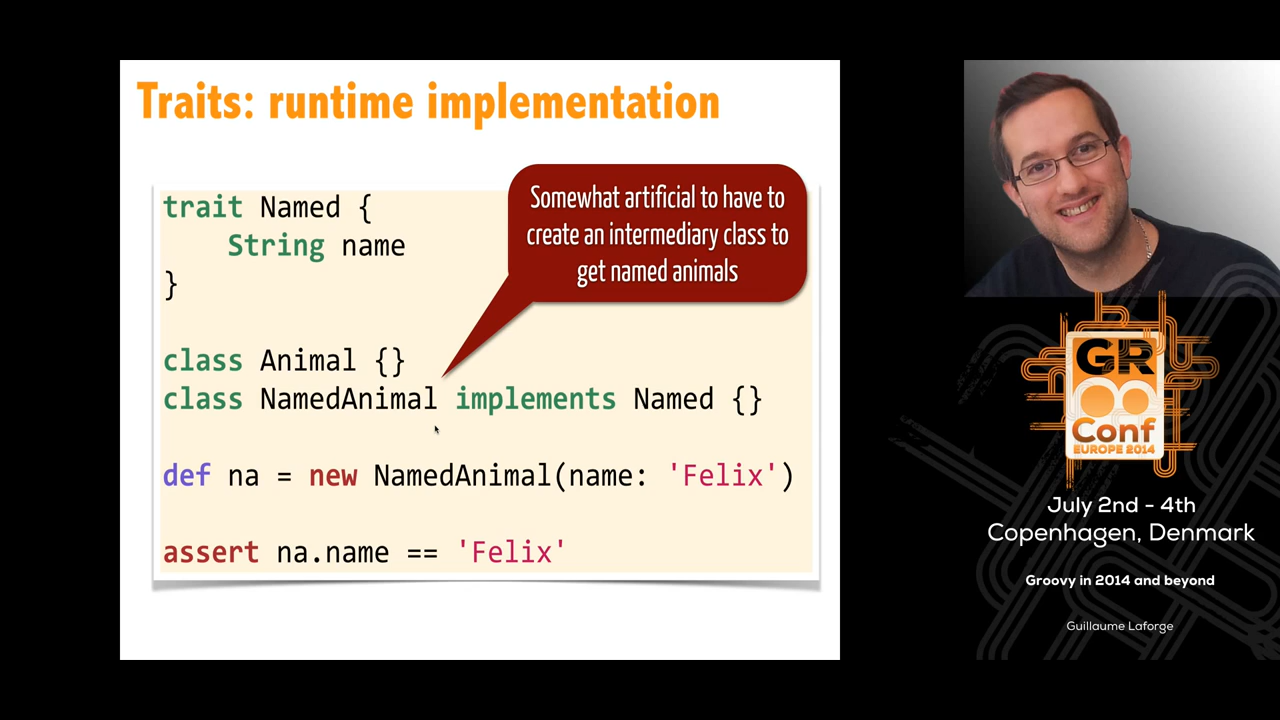 Traits: runtime implementation
Somewhat artificial to have to
create an intermediary class to
get named animals
trait Named {
    String name
}
class Animal {}
class NamedAnimal implements Named {}
def na = new NamedAnimal(name: 'Felix')
assert na.name == 'Felix'
GR
Conf
EUROPE 2014
July 2nd - 4th
Copenhagen, Denmark
Groovy in 2014 and beyond
Guillaume Laforge